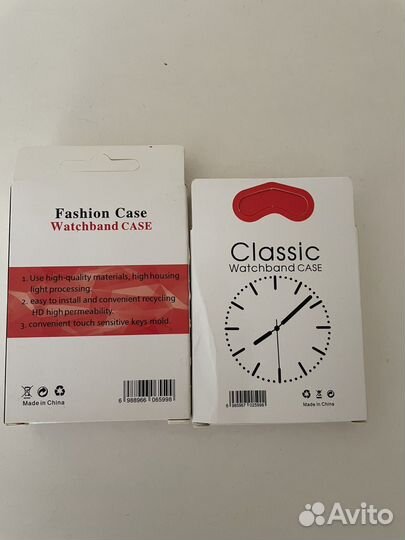 Fashion Case
Watchband CASE
1. Use high-quality materials, high housing
light processing.
2. easy to install and convenient recycling
HD high permeability.
3. convenient touch sensitive keys mold.
CE
Made in China
6 988966 065998
Classic
Watchband CASE
CE
Made in China
Avito